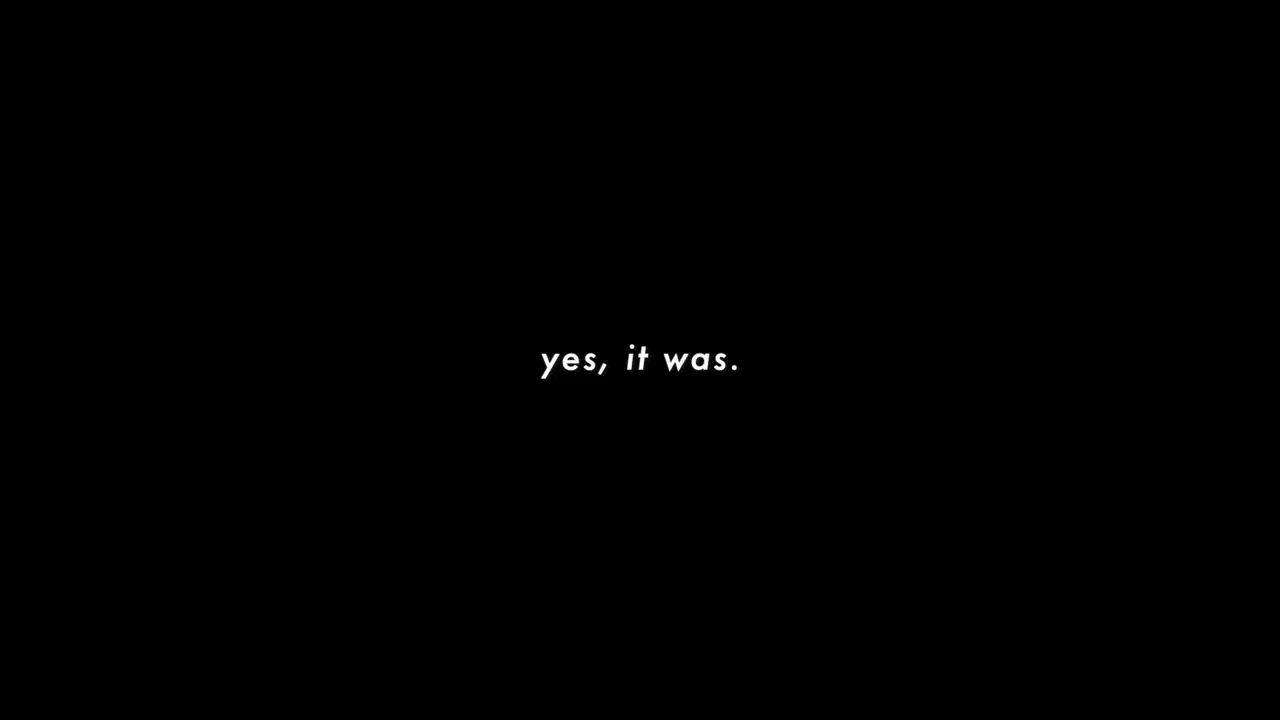 yes, it was.